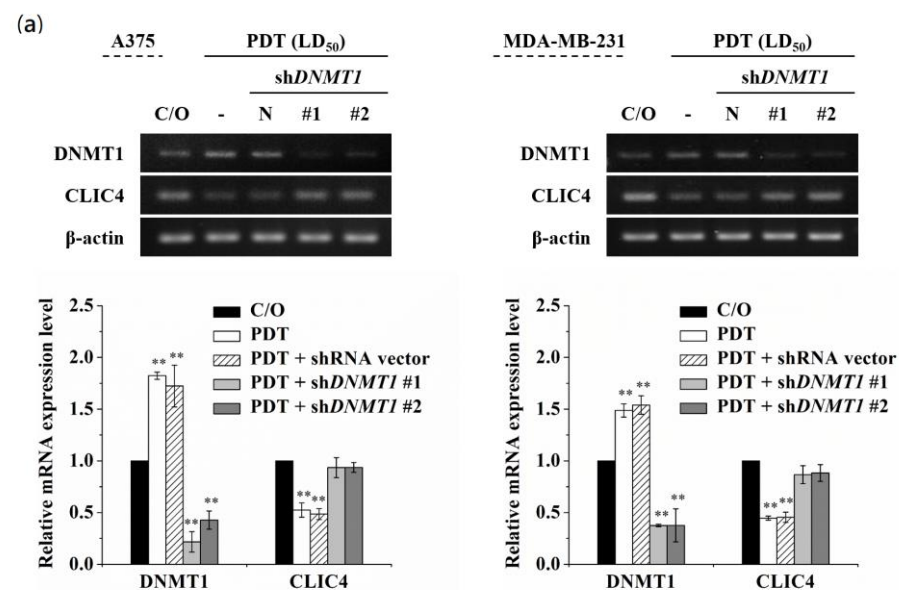 (a)
A375 PDT (LD50)
shDNMT1
C/O - N #1 #2
DNMT1
CLIC4
β-actin
MDA-MB-231 PDT (LD50)
shDNMT1
C/O - N #1 #2
DNMT1
CLIC4
β-actin
Relative mRNA expression level
2.5
2.0
1.5
1.0
0.5
0.0
C/O
PDT
PDT + shRNA vector
PDT + shDNMT1 #1
PDT + shDNMT1 #2
** ** ** ** ** **
DNMT1 CLIC4
Relative mRNA expression level
2.5
2.0
1.5
1.0
0.5
0.0
C/O
PDT
PDT + shRNA vector
PDT + shDNMT1 #1
PDT + shDNMT1 #2
** ** ** ** ** **
DNMT1 CLIC4